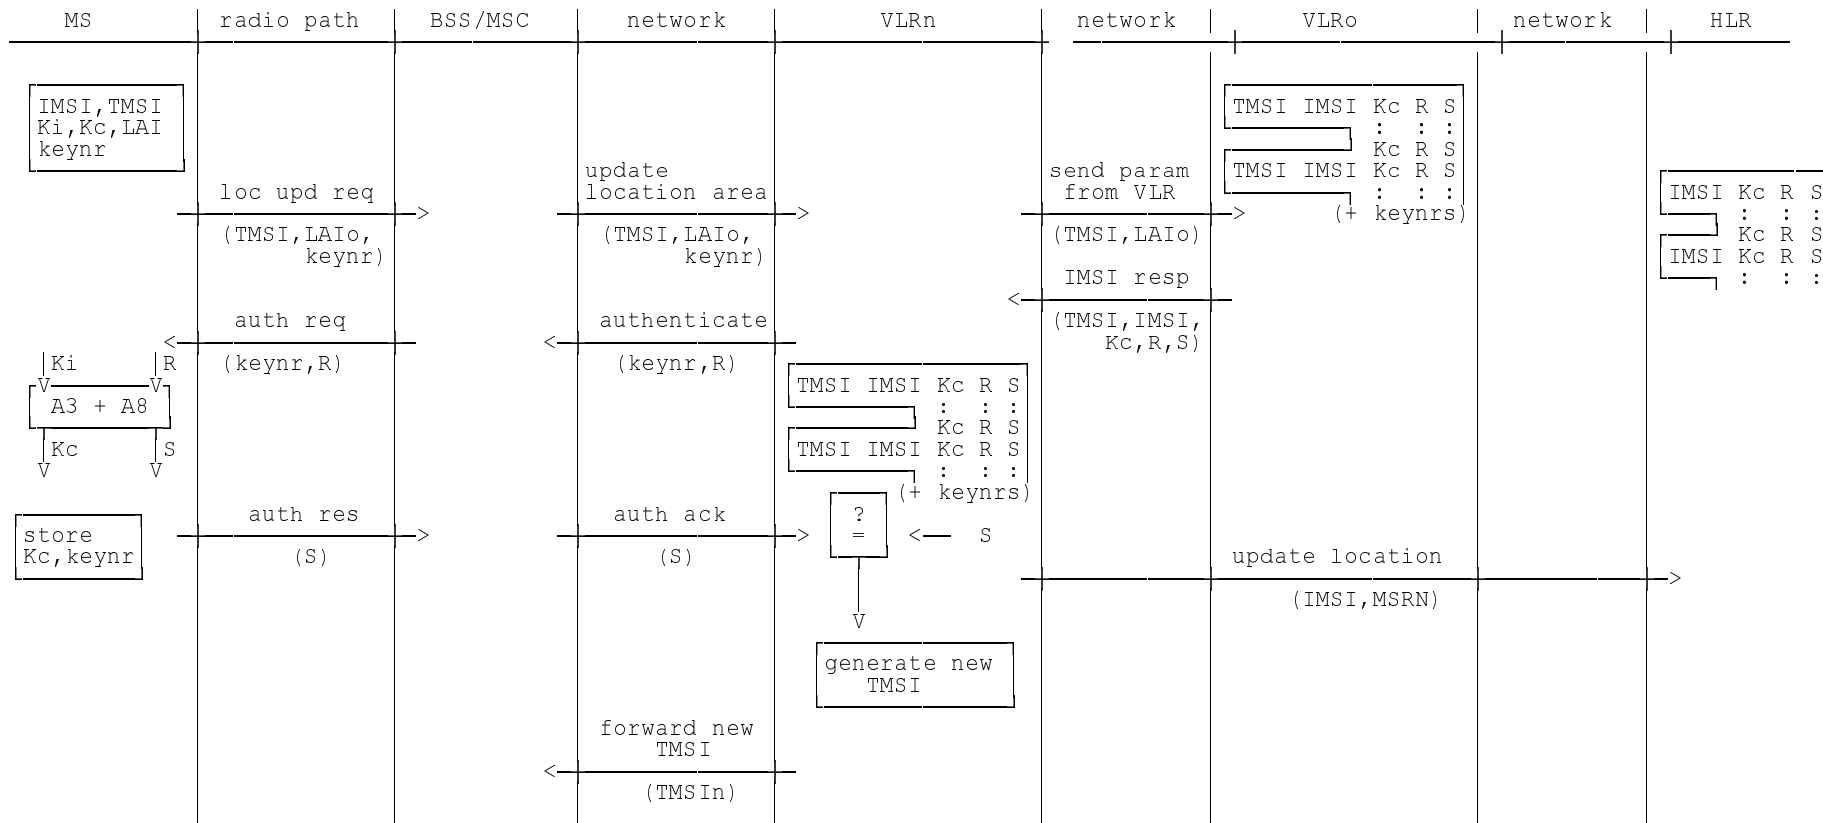 MS radio path BSS/MSC network VLRn network VLRo network HLR
IMSI,TMSI
Ki,Kc,LAI
keynr
TMSI IMSI Kc R S
: : :
Kc R S
TMSI IMSI Kc R S
: : :
(+ keynrs)
IMSI Kc R S
: : :
Kc R S
IMSI Kc R S
: : :
loc upd req
(TMSI,LAIo,
keynr)
update
location area
(TMSI,LAIo,
keynr)
send param
from VLR
(TMSI,LAIo)
IMSI resp
(TMSI,IMSI,
Kc,R,S)
auth req
(keynr,R)
authenticate
(keynr,R)
Ki R
A3 + A8
Kc S
TMSI IMSI Kc R S
: : :
Kc R S
TMSI IMSI Kc R S
: : :
(+ keynrs)
store
Kc,keynr
auth res
(S)
auth ack
(S)
?
=
S
update location
(IMSI,MSRN)
generate new
TMSI
forward new
TMSI
(TMSIn)